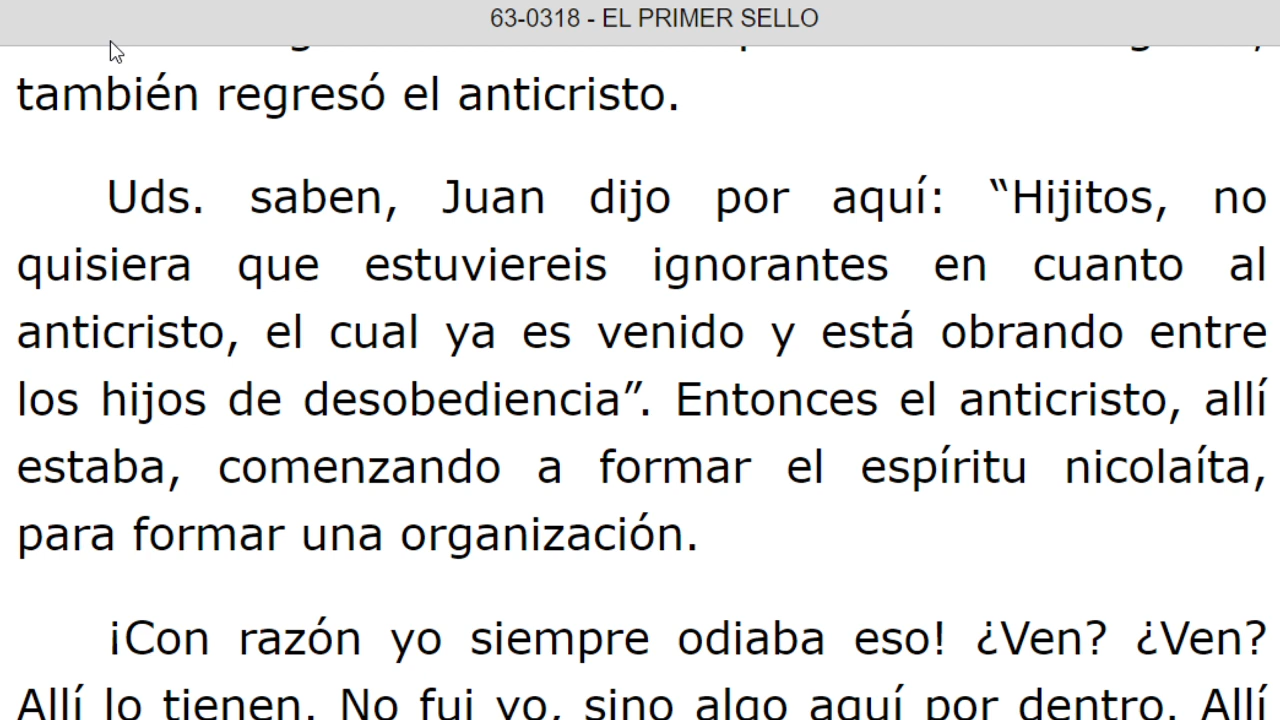 63-0318 - EL PRIMER SELLO
también regresó el anticristo.
Uds. saben, Juan dijo por aquí: “Hijitos, no
quisiera que estuviereis ignorantes en cuanto al
anticristo, el cual ya es venido y está obrando entre
los hijos de desobediencia”. Entonces el anticristo, allí
estaba, comenzando a formar el espíritu nicolaíta,
para formar una organización.
¡Con razón yo siempre odiaba eso! ¿Ven? ¿Ven?
Allí lo tienen. No fui yo, sino algo aquí por dentro. Allí